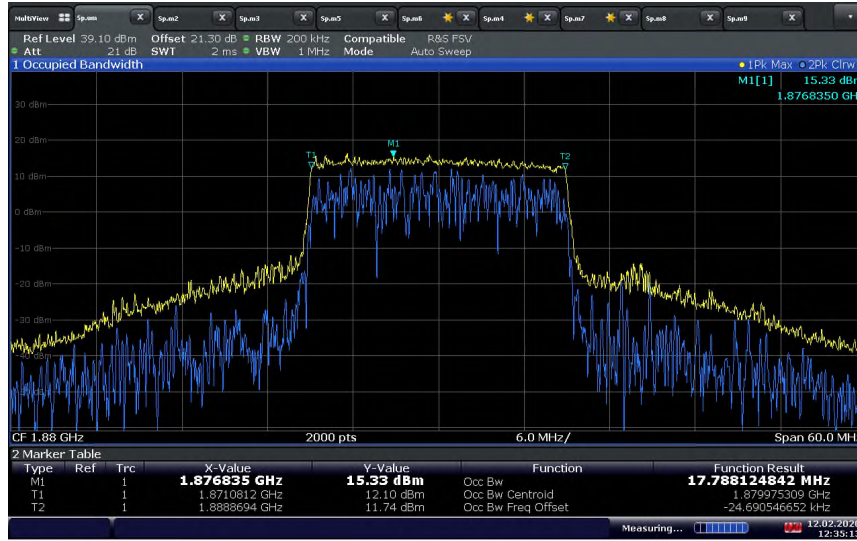 MultiView Sp.um X Sp.m2 X Sp.m3 X Sp.m5 X Sp.m6 X Sp.m4 X Sp.m7 X Sp.m8 X Sp.m9 X
Ref Level 39.10 dBm Offset 21.30 dB RBW 200 kHz Compatible R&S FSV
Att 21 dB SWT 2 ms VBW 1 MHz Mode Auto Sweep
1 Occupied Bandwidth 1Pk Max 2Pk Clrw
M1[1] 15.33 dBm
1.8768350 GH
30 dBm
20 dBm
M1
T1 T2
10 dBm
0 dBm
-10 dBm
-20 dBm
-30 dBm
-40 dBm
CF 1.88 GHz 2000 pts 6.0 MHz/ Span 60.0 MH
2 Marker Table
Type Ref Trc X-Value Y-Value Function Function Result
M1 1 1.876835 GHz 15.33 dBm Occ Bw 17.788124842 MHz
T1 1 1.8710812 GHz 12.10 dBm Occ Bw Centroid 1.879975309 GHz
T2 1 1.8888694 GHz 11.74 dBm Occ Bw Freq Offset -24.690546652 kHz
Measuring... 12.02.2020
12:35:13